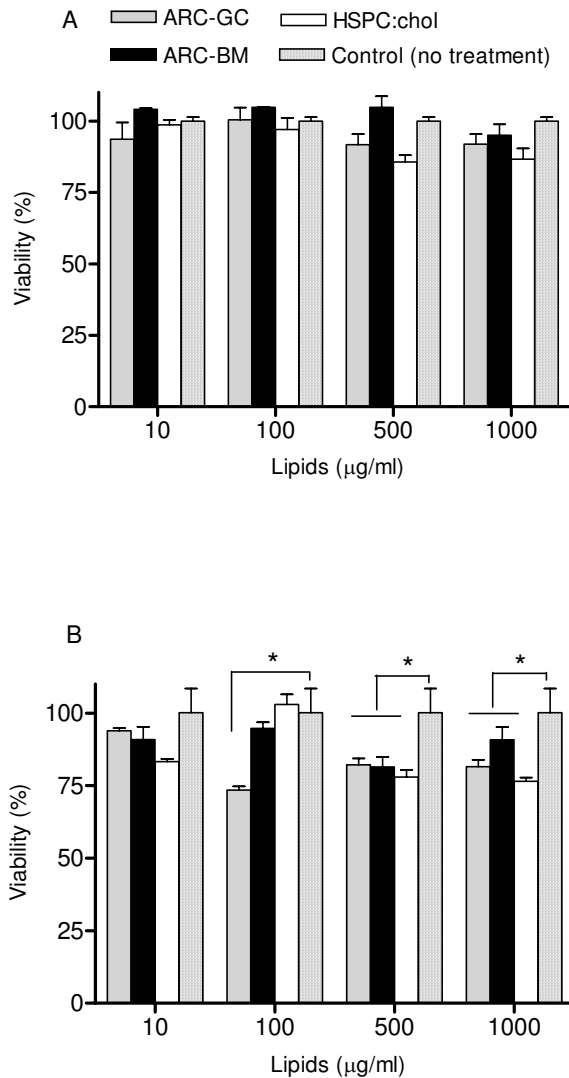 A
ARC-GC HSPC:chol
ARC-BM Control (no treatment)
100
75
50
25
0
Viability (%)
10 100 500 1000
Lipids (μg/ml)
B
* * *
100
75
50
25
0
Viability (%)
10 100 500 1000
Lipids (μg/ml)